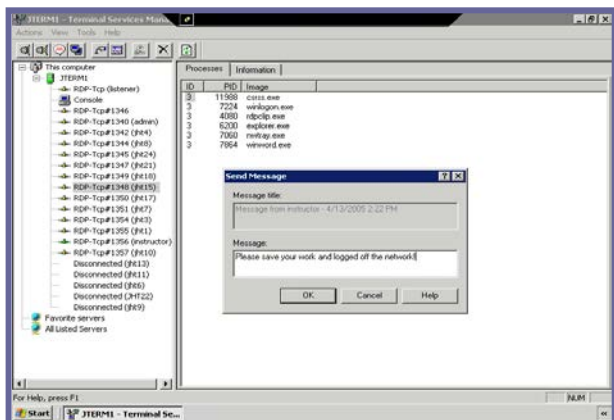 JTERM1 - Terminal Services Mana
Actions View Tools Help
This computer
JTERM1
RDP-Tcp (listener)
Console
RDP-Tcp#1346
RDP-Tcp#1340 (admin)
RDP-Tcp#1342 (jht4)
RDP-Tcp#1344 (jht8)
RDP-Tcp#1345 (jht24)
RDP-Tcp#1347 (jht21)
RDP-Tcp#1349 (jht18)
RDP-Tcp#1348 (jht15)
RDP-Tcp#1350 (jht17)
RDP-Tcp#1351 (jht7)
RDP-Tcp#1354 (jht3)
RDP-Tcp#1355 (jht1)
RDP-Tcp#1356 (instructor)
RDP-Tcp#1357 (jht10)
Disconnected (jht13)
Disconnected (jht11)
Disconnected (jht6)
Disconnected (JHT22)
Disconnected (jht9)
Favorite servers
All Listed Servers
Processes Information
ID PID Image
3 11988 csrss.exe
3 7224 winlogon.exe
3 4080 rdpclip.exe
3 6200 explorer.exe
3 7060 nwtray.exe
3 7864 winword.exe
Send Message
Message title:
Message from instructor - 4/13/2005 2:22 PM
Message:
Please save your work and logged off the network!
OK Cancel Help
For Help, press F1
NUM
Start JTERM1 - Terminal Se...